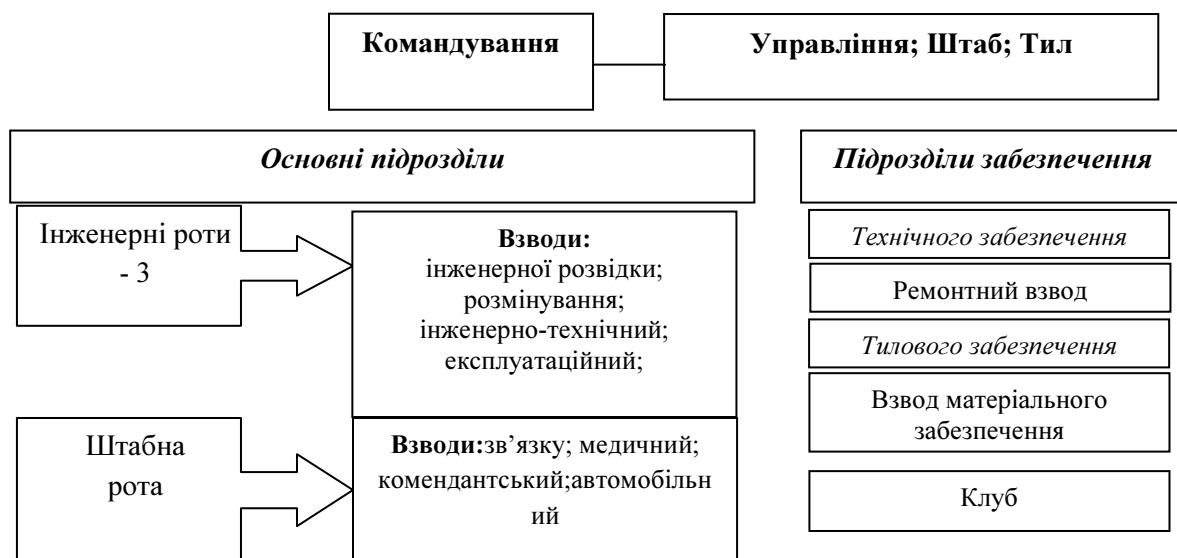 Командування
Управління; Штаб; Тил
Основні підрозділи
Підрозділи забезпечення
Інженерні роти
- 3
Взводи:
інженерної розвідки;
розмінування;
інженерно-технічний;
експлуатаційний;
Штабна
рота
Взводи:зв’язку; медичний;
комендантський;автомобільн
ий
Технічного забезпечення
Ремонтний взвод
Тилового забезпечення
Взвод матеріального
забезпечення
Клуб